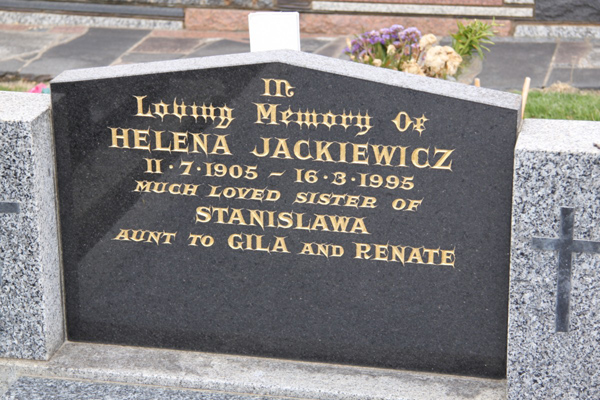 In
Loving Memory Of
HELENA JACKIEWICZ
11·7·1905 ~ 16·3·1995
MUCH LOVED SISTER OF
STANISLAWA
AUNT TO GILA AND RENATE